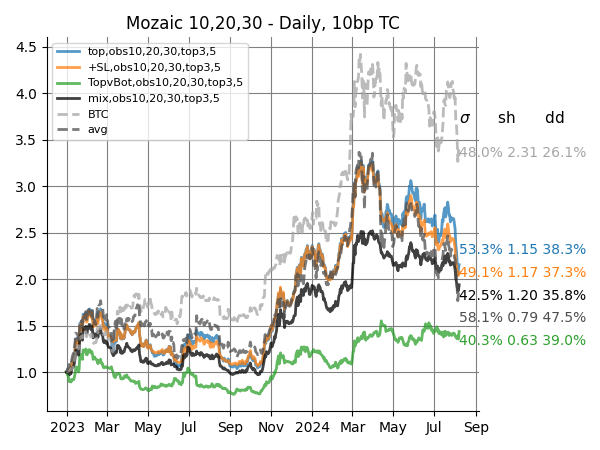 Mozaic 10,20,30 - Daily, 10bp TC
top,obs10,20,30,top3,5
+SL,obs10,20,30,top3,5
TopvBot,obs10,20,30,top3,5
mix,obs10,20,30,top3,5
BTC
avg
4.5
4.0
3.5
3.0
2.5
2.0
1.5
1.0
σ sh dd
48.0% 2.31 26.1%
53.3% 1.15 38.3%
49.1% 1.17 37.3%
42.5% 1.20 35.8%
58.1% 0.79 47.5%
40.3% 0.63 39.0%
2023 Mar May Jul Sep Nov 2024 Mar May Jul Sep